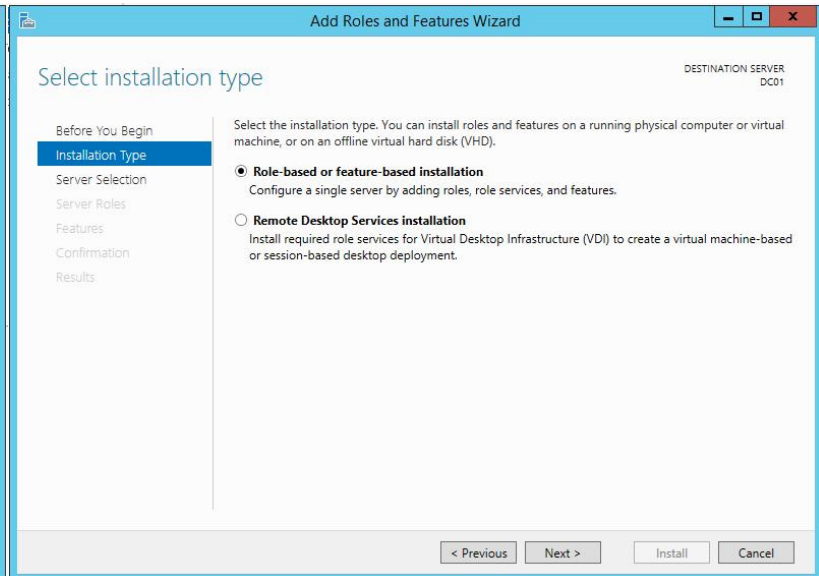 Add Roles and Features Wizard
Select installation type
DESTINATION SERVER
DC01
Before You Begin
Installation Type
Server Selection
Server Roles
Features
Confirmation
Results
Select the installation type. You can install roles and features on a running physical computer or virtual
machine, or on an offline virtual hard disk (VHD).
Role-based or feature-based installation
Configure a single server by adding roles, role services, and features.
Remote Desktop Services installation
Install required role services for Virtual Desktop Infrastructure (VDI) to create a virtual machine-based
or session-based desktop deployment.
< Previous
Next >
Install
Cancel